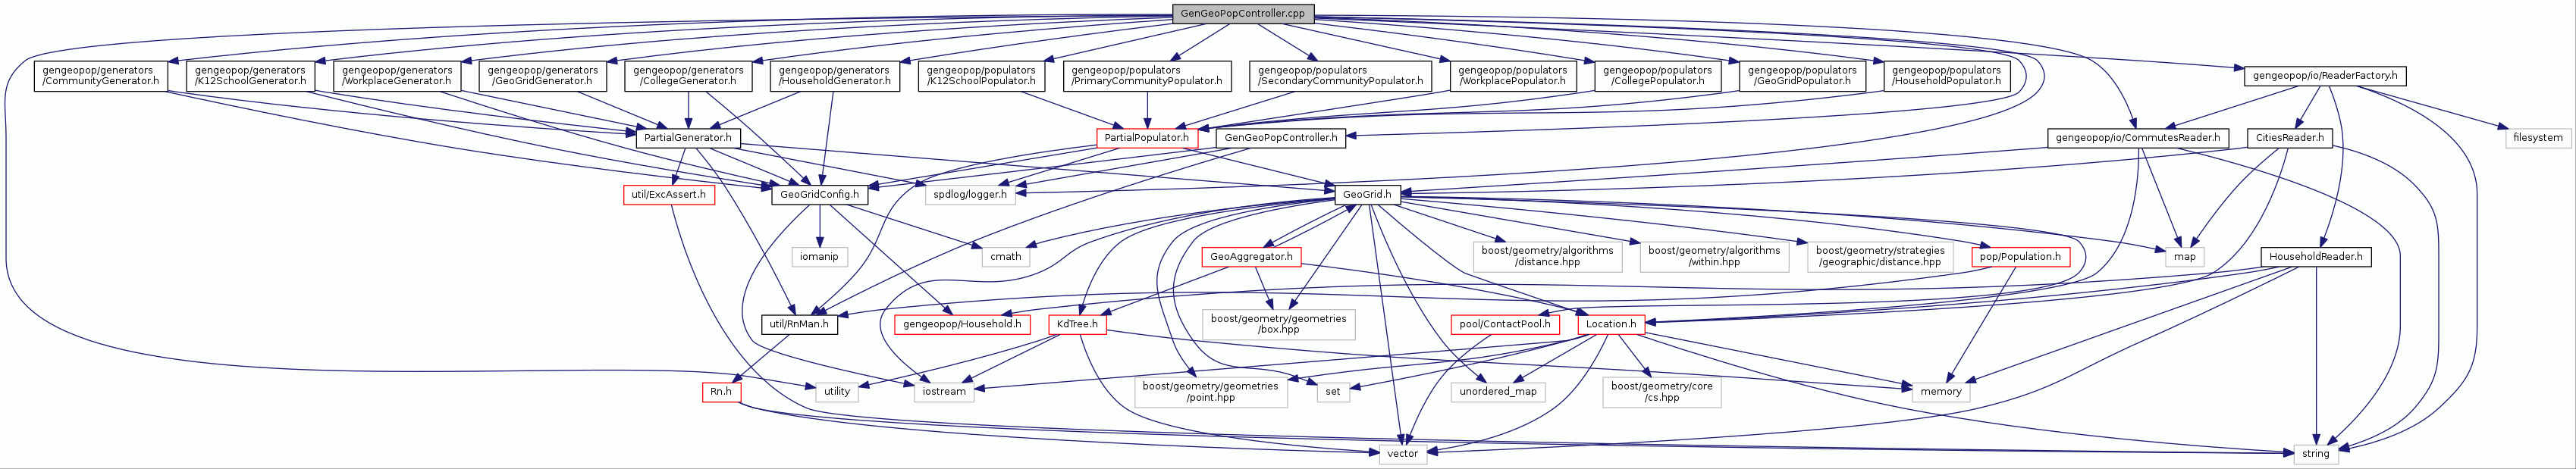 GenGeoPopController.cpp
gengeopop/generators
/CommunityGenerator.h
gengeopop/generators
/K12SchoolGenerator.h
gengeopop/generators
/WorkplaceGenerator.h
gengeopop/generators
/GeoGridGenerator.h
gengeopop/generators
/CollegeGenerator.h
gengeopop/generators
/HouseholdGenerator.h
gengeopop/populators
/K12SchoolPopulator.h
gengeopop/populators
/PrimaryCommunityPopulator.h
gengeopop/populators
/SecondaryCommunityPopulator.h
gengeopop/populators
/WorkplacePopulator.h
gengeopop/populators
/CollegePopulator.h
gengeopop/populators
/GeoGridPopulator.h
gengeopop/populators
/HouseholdPopulator.h
gengeopop/io/ReaderFactory.h
PartialGenerator.h
PartialPopulator.h
GenGeoPopController.h
gengeopop/io/CommutesReader.h
CitiesReader.h
filesystem
util/ExcAssert.h
GeoGridConfig.h
spdlog/logger.h
GeoGrid.h
iomanip
cmath
GeoAggregator.h
boost/geometry/algorithms
/distance.hpp
boost/geometry/algorithms
/within.hpp
boost/geometry/strategies
/geographic/distance.hpp
pop/Population.h
map
HouseholdReader.h
util/RnMan.h
gengeopop/Household.h
KdTree.h
boost/geometry/geometries
/box.hpp
pool/ContactPool.h
Location.h
Rn.h
utility
iostream
boost/geometry/geometries
/point.hpp
set
unordered_map
boost/geometry/core
/cs.hpp
memory
vector
string